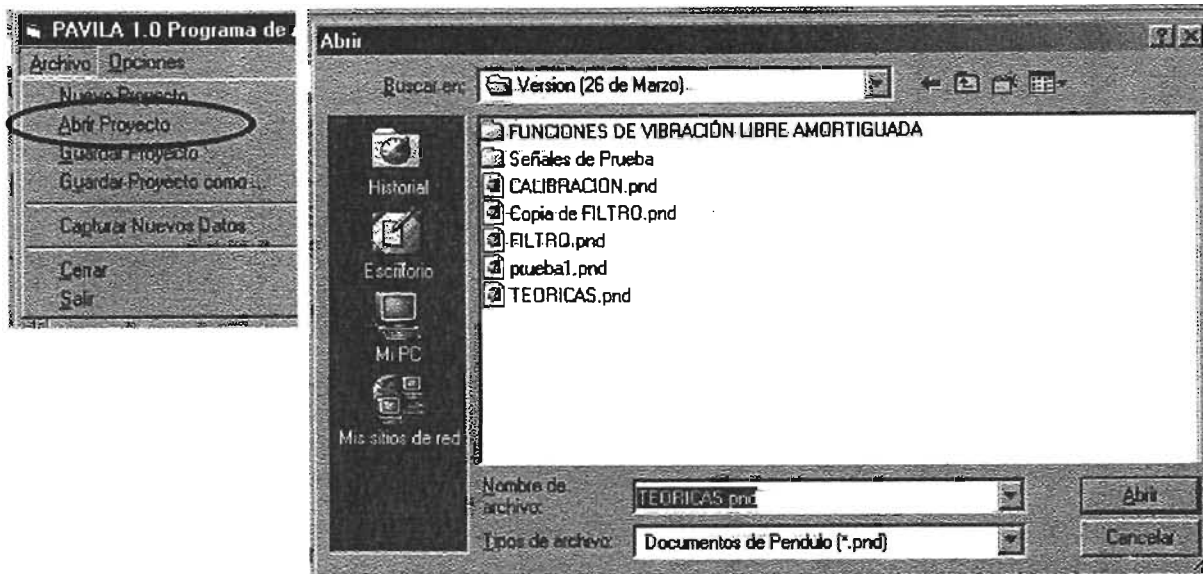 PAVILA 1.0 Programa de
Archivo Opciones
Nuevo Proyecto
Abrir Proyecto
Guardar Proyecto
Guardar Proyecto como...
Capturar Nuevos Datos
Cerrar
Salir
Abrir
Buscar en: Version (26 de Marzo)
Historial
Escritorio
Mi PC
Mis sitios de red
FUNCIONES DE VIBRACIÓN LIBRE AMORTIGUADA
Señales de Prueba
CALIBRACION.pnd
Copia de FILTRO.pnd
FILTRO.pnd
prueba1.pnd
TEORICAS.pnd
Nombre de
archivo: TEORICAS.pnd
Abrir
Tipos de archivo: Documentos de Pendulo (*.pnd)
Cancelar